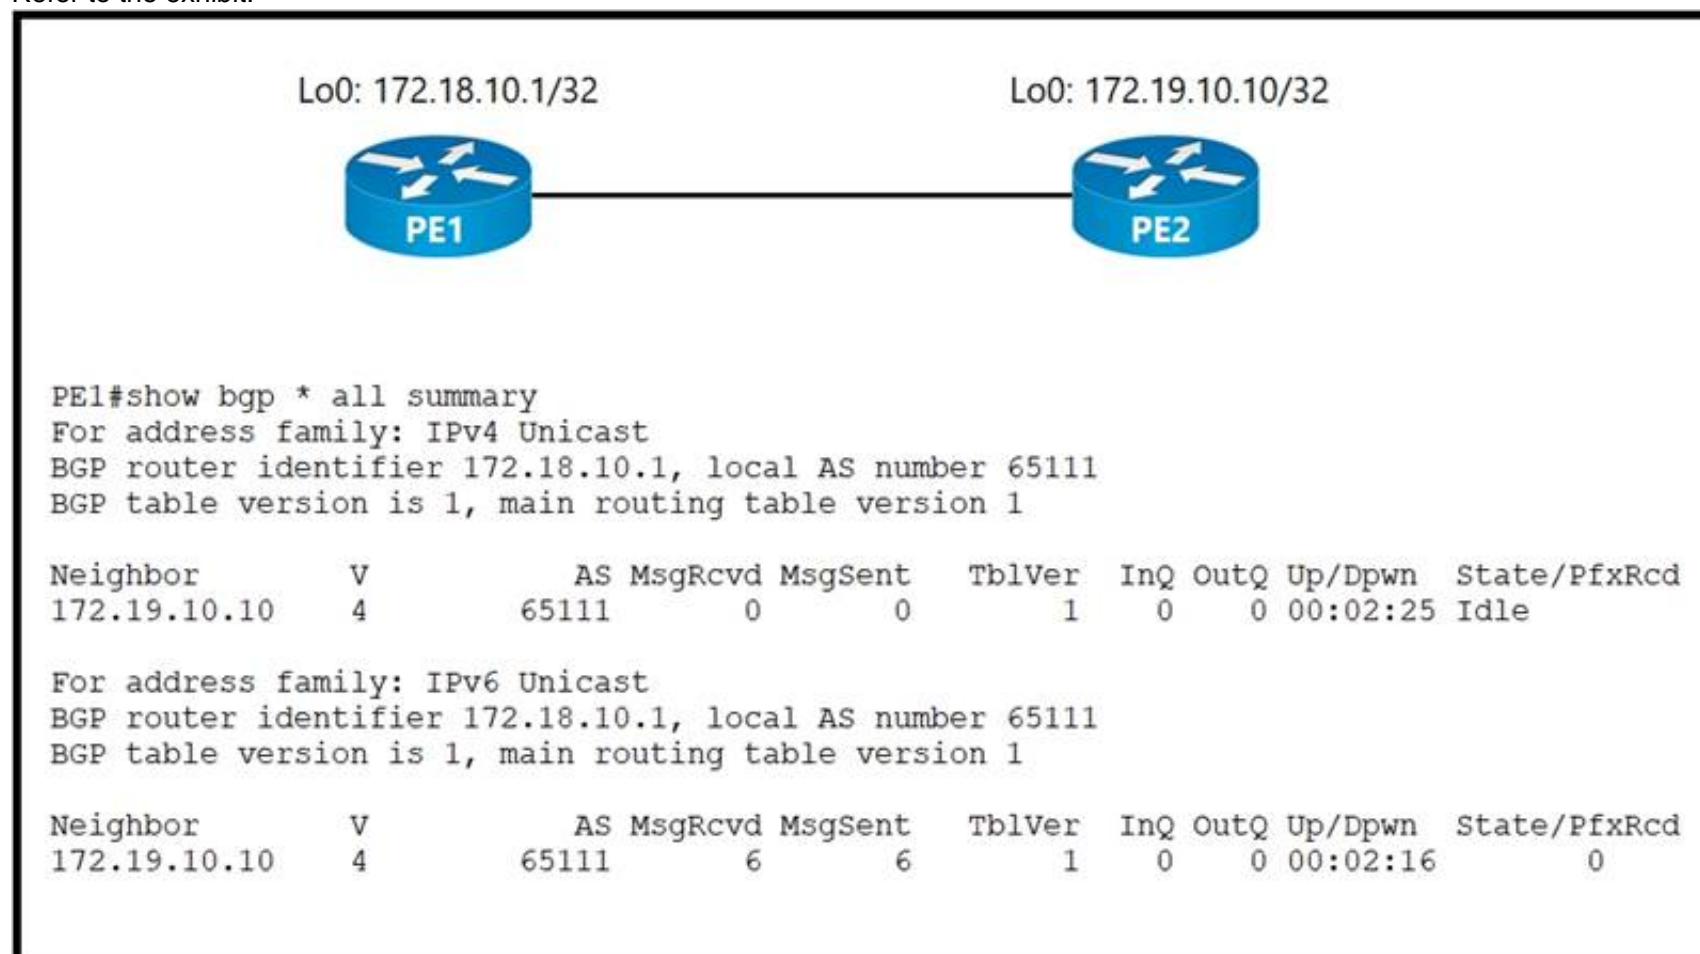 Refer to the exhibit.
Lo0: 172.18.10.1/32
Lo0: 172.19.10.10/32
PE1
PE2
PE1#show bgp * all summary
For address family: IPv4 Unicast
BGP router identifier 172.18.10.1, local AS number 65111
BGP table version is 1, main routing table version 1
Neighbor V AS MsgRcvd MsgSent TblVer InQ OutQ Up/Dpwn State/PfxRcd
172.19.10.10 4 65111 0 0 1 0 0 00:02:25 Idle
For address family: IPv6 Unicast
BGP router identifier 172.18.10.1, local AS number 65111
BGP table version is 1, main routing table version 1
Neighbor V AS MsgRcvd MsgSent TblVer InQ OutQ Up/Dpwn State/PfxRcd
172.19.10.10 4 65111 6 6 1 0 0 00:02:16 0